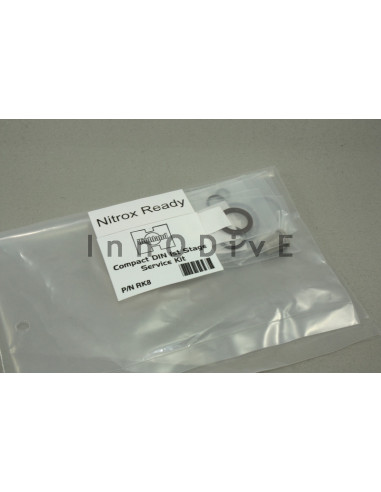 Nitrox Ready
InnODivE
Compact DIN 1st Stage
Service Kit
P/N RK8